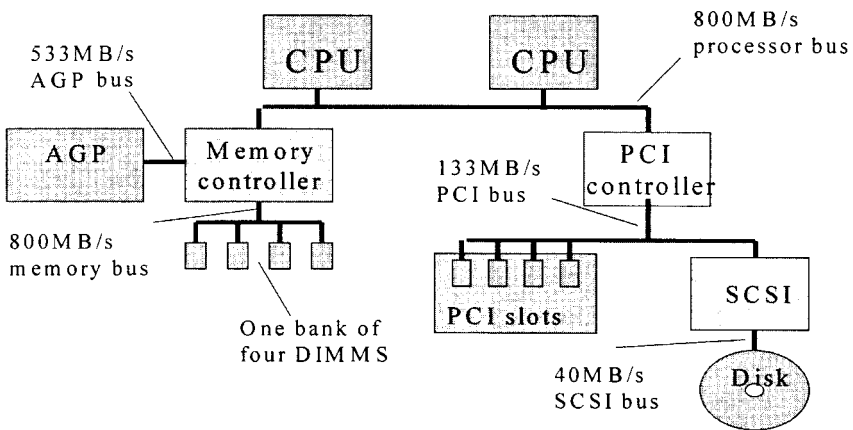 800MB/s
processor bus
533MB/s
AGP bus
CPU
CPU
AGP
Memory
controller
PCI
controller
133MB/s
PCI bus
800MB/s
memory bus
PCI slots
SCSI
One bank of
four DIMMS
40MB/s
SCSI bus
Disk